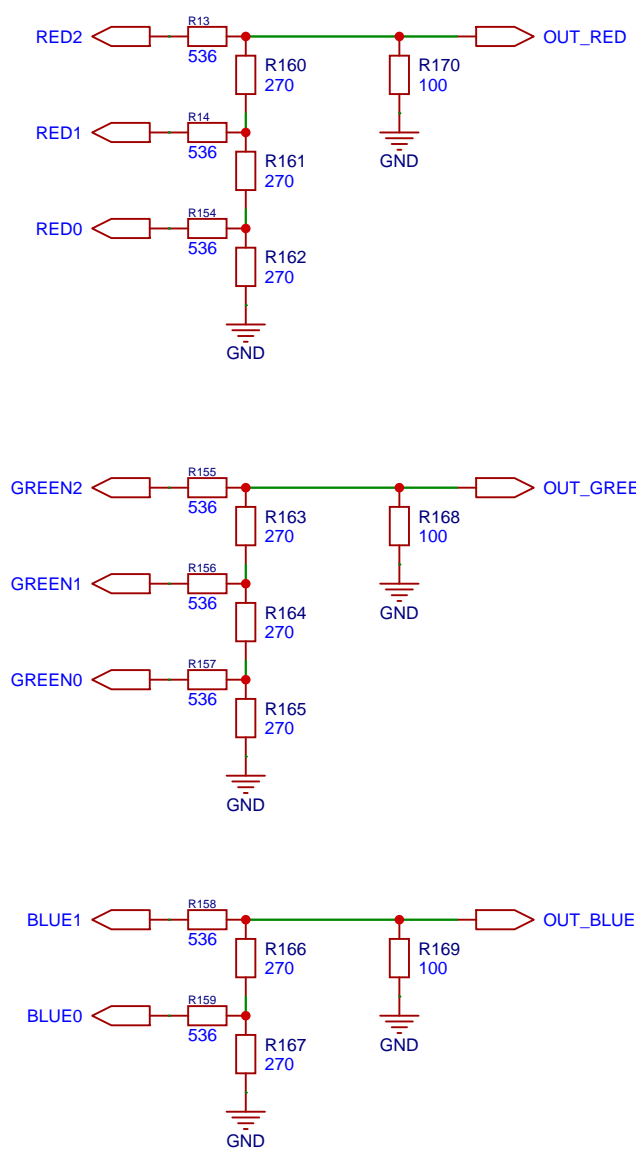 RED2
R13
536
R160
270
R170
100
OUT_RED
GND
RED1
R14
536
R161
270
RED0
R154
536
R162
270
GND
GREEN2
R155
536
R163
270
R168
100
OUT_GREE
GND
GREEN1
R156
536
R164
270
GREEN0
R157
536
R165
270
GND
BLUE1
R158
536
R166
270
R169
100
OUT_BLUE
GND
BLUE0
R159
536
R167
270
GND